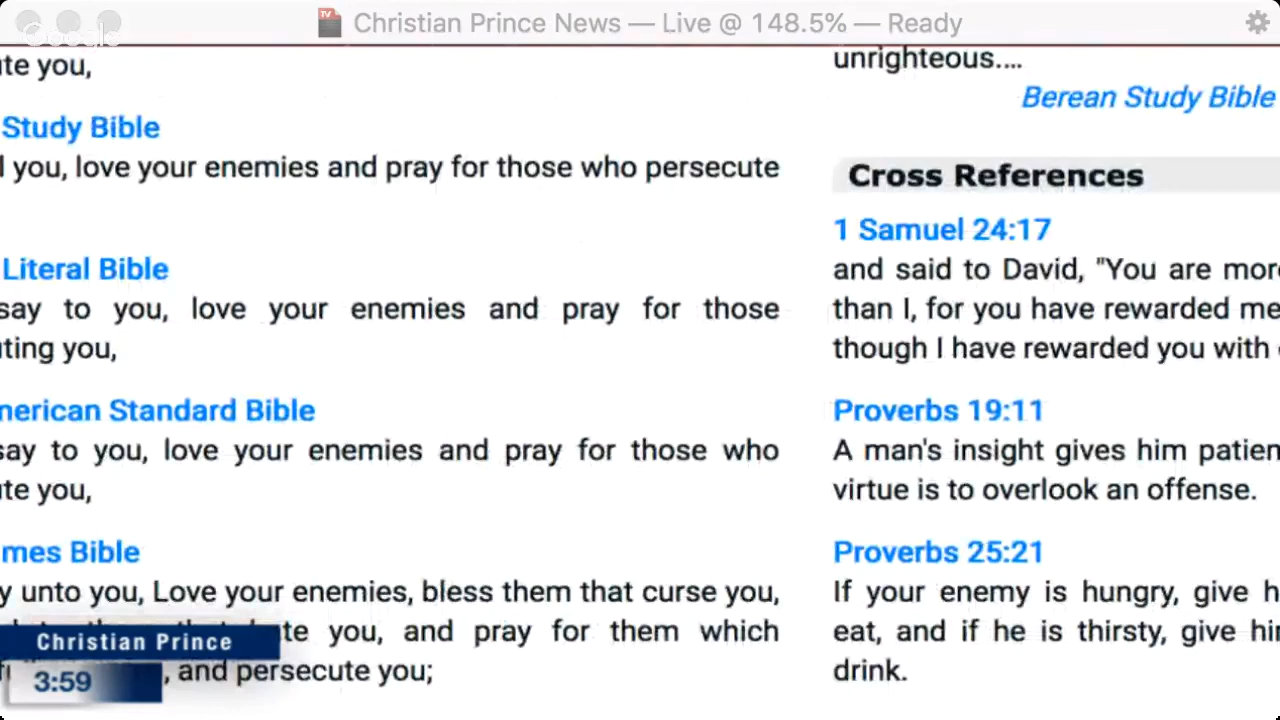 Google
Christian Prince News — Live @ 148.5% — Ready
te you,
Study Bible
you, love your enemies and pray for those who persecute
Literal Bible
say to you, love your enemies and pray for those
ting you,
nerican Standard Bible
say to you, love your enemies and pray for those who
te you,
mes Bible
y unto you, Love your enemies, bless them that curse you,
te you, and pray for them which
, and persecute you;
unrighteous....
Berean Study Bible
Cross References
1 Samuel 24:17
and said to David, "You are more
than I, for you have rewarded me
though I have rewarded you with
Proverbs 19:11
A man's insight gives him patien
virtue is to overlook an offense.
Proverbs 25:21
If your enemy is hungry, give h
eat, and if he is thirsty, give hi
drink.
Christian Prince
3:59